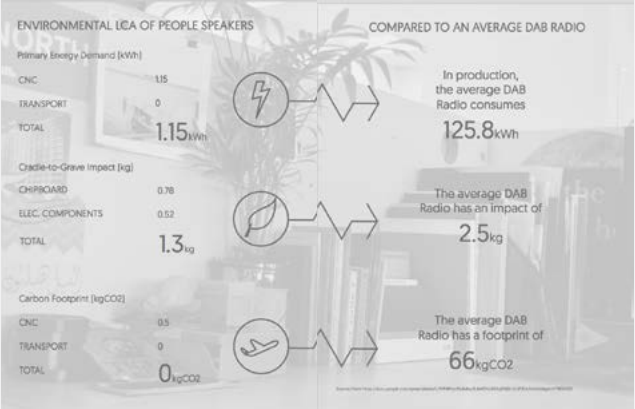 ENVIRONMENTAL LCA OF PEOPLE SPEAKERS
Primary Energy Demand [kWh]
CNC 1.15
TRANSPORT 0
TOTAL 1.15kWh
Cradle-to-Grave Impact [kg]
CHIPBOARD 0.78
ELEC. COMPONENTS 0.52
TOTAL 1.3kg
Carbon Footprint [kgCO2]
CNC 0.5
TRANSPORT 0
TOTAL 0kgCO2
COMPARED TO AN AVERAGE DAB RADIO
In production,
the average DAB
Radio consumes
125.8kWh
The average DAB
Radio has an impact of
2.5kg
The average DAB
Radio has a footprint of
66kgCO2
NORTH
the